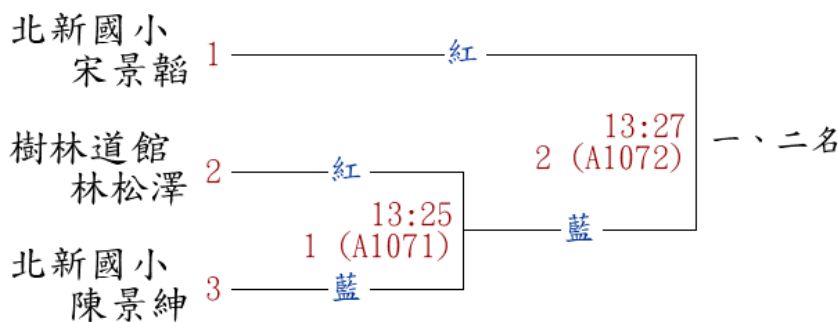 北新國小
宋景韜
1
紅
樹林道館
林松澤
2
紅
13:25
1 (A1071)
北新國小
陳景紳
3
藍
13:27
2 (A1072)
藍
一、二名